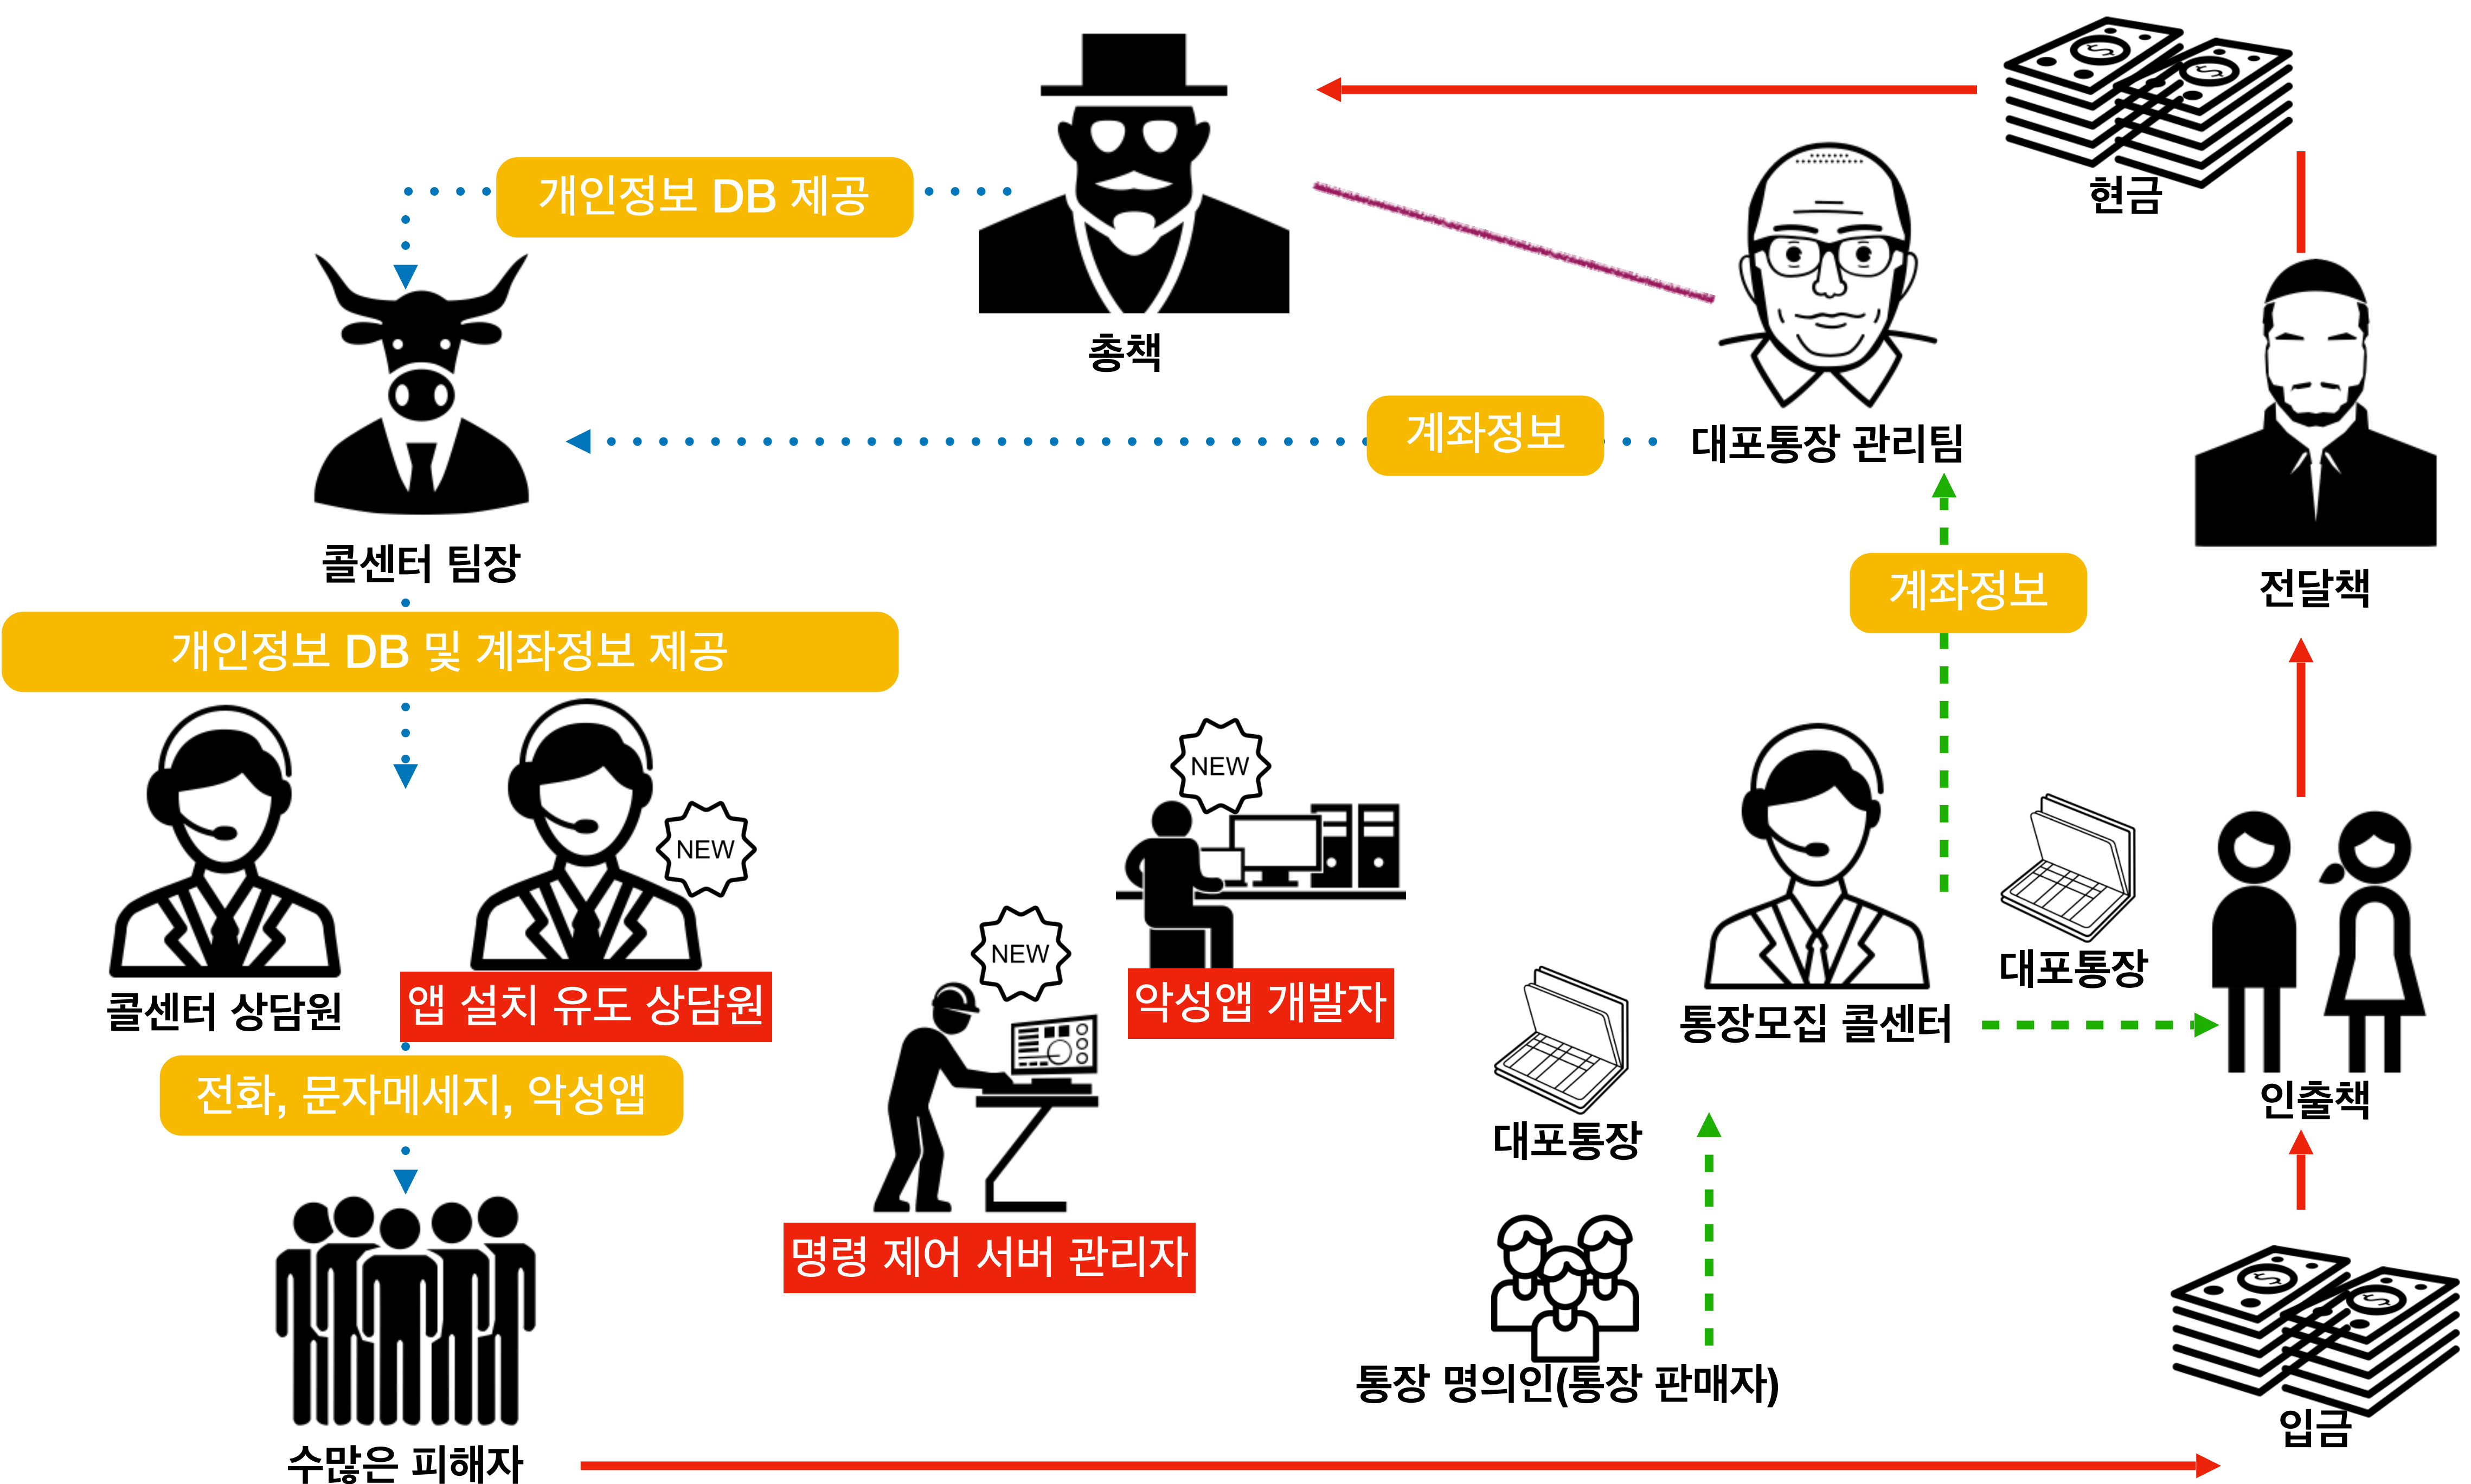 현금
개인정보 DB 제공
총책
계좌정보
대포통장 관리팀
콜센터 팀장
계좌정보
전달책
개인정보 DB 및 계좌정보 제공
NEW
NEW
NEW
대포통장
콜센터 상담원
앱 설치 유도 상담원
악성앱 개발자
통장모집 콜센터
전화, 문자메세지, 악성앱
인출책
대포통장
명령 제어 서버 관리자
통장 명의인(통장 판매자)
입금
수많은 피해자